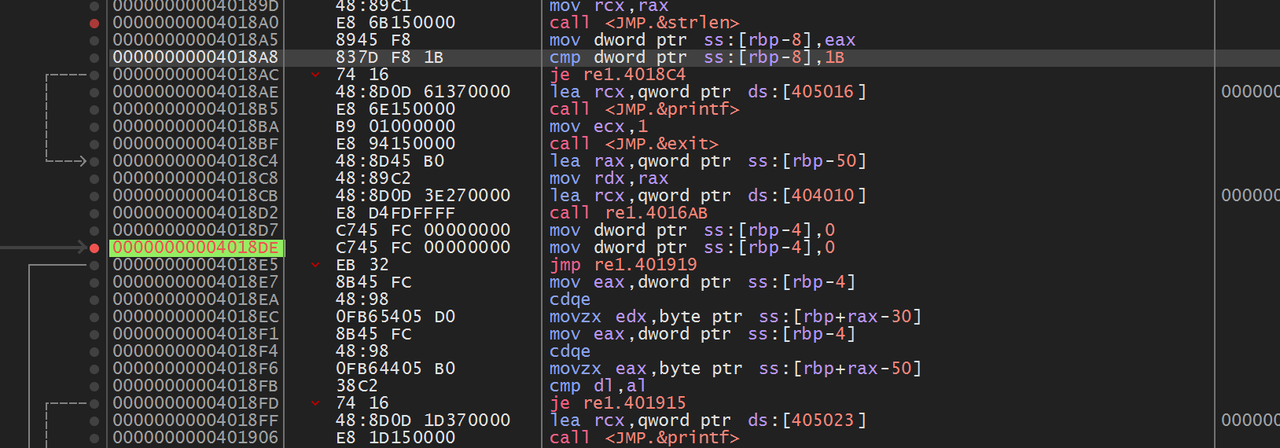 000000000040189D 48:89C1 mov rcx,rax
00000000004018A0 E8 6B150000 call <JMP.&strlen>
00000000004018A5 8945 F8 mov dword ptr ss:[rbp-8],eax
00000000004018A8 837D F8 1B cmp dword ptr ss:[rbp-8],1B
00000000004018AC 74 16 je re1.4018C4
00000000004018AE 48:8D0D 61370000 lea rcx,qword ptr ds:[405016] 000000
00000000004018B5 E8 6E150000 call <JMP.&printf>
00000000004018BA B9 01000000 mov ecx,1
00000000004018BF E8 94150000 call <JMP.&exit>
00000000004018C4 48:8D45 B0 lea rax,qword ptr ss:[rbp-50]
00000000004018C8 48:89C2 mov rdx,rax
00000000004018CB 48:8D0D 3E270000 lea rcx,qword ptr ds:[404010] 000000
00000000004018D2 E8 D4FDFFFF call re1.4016AB
00000000004018D7 C745 FC 00000000 mov dword ptr ss:[rbp-4],0
00000000004018DE C745 FC 00000000 mov dword ptr ss:[rbp-4],0
00000000004018E5 EB 32 jmp re1.401919
00000000004018E7 8B45 FC mov eax,dword ptr ss:[rbp-4]
00000000004018EA 48:98 cdqe
00000000004018EC 0FB65405 D0 movzx edx,byte ptr ss:[rbp+rax-30]
00000000004018F1 8B45 FC mov eax,dword ptr ss:[rbp-4]
00000000004018F4 48:98 cdqe
00000000004018F6 0FB64405 B0 movzx eax,byte ptr ss:[rbp+rax-50]
00000000004018FB 38C2 cmp dl,al
00000000004018FD 74 16 je re1.401915
00000000004018FF 48:8D0D 1D370000 lea rcx,qword ptr ds:[405023] 000000
0000000000401906 E8 1D150000 call <JMP.&printf>